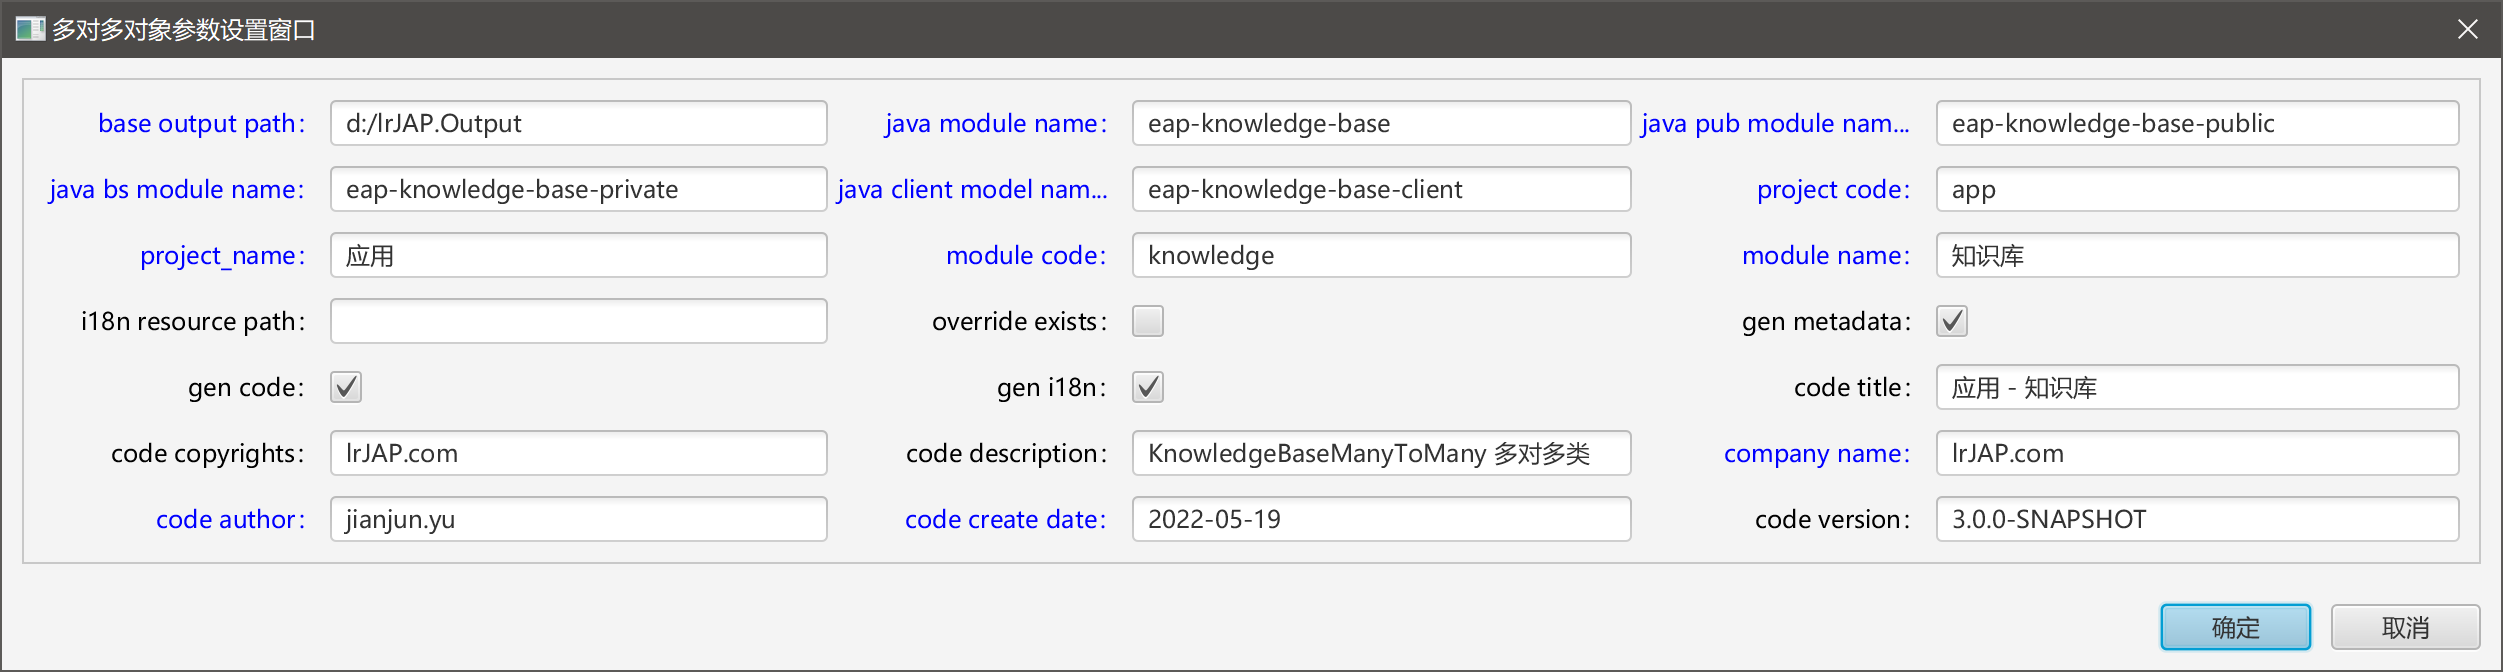 多对多对象参数设置窗口
base output path: d:/lrJAP.Output java module name: eap-knowledge-base java pub module nam... eap-knowledge-base-public
java bs module name: eap-knowledge-base-private java client model nam... eap-knowledge-base-client project code: app
project_name: 应用 module code: knowledge module name: 知识库
i18n resource path: override exists: gen metadata:
gen code: gen i18n: code title: 应用 - 知识库
code copyrights: lrJAP.com code description: KnowledgeBaseManyToMany 多对多类 company name: lrJAP.com
code author: jianjun.yu code create date: 2022-05-19 code version: 3.0.0-SNAPSHOT
确定 取消